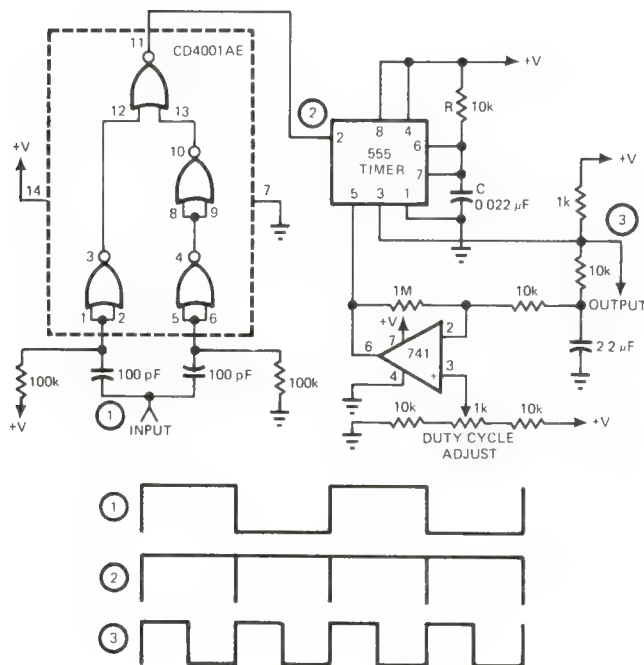 11
CD4001AE
12 13
+V
14
10
8 9
7
3
4
1 2
5 6
100k
100 pF
100 pF
100k
+V
1
INPUT
2
+V
R 10k
2 8 4
555
TIMER
6
7
5 3 1
C
0.022 µF
+V
1k
3
10k
OUTPUT
1M
10k
+V
7
2
6
741
4
3
+
2.2 µF
10k 1k 10k
+V
DUTY CYCLE
ADJUST
1
2
3